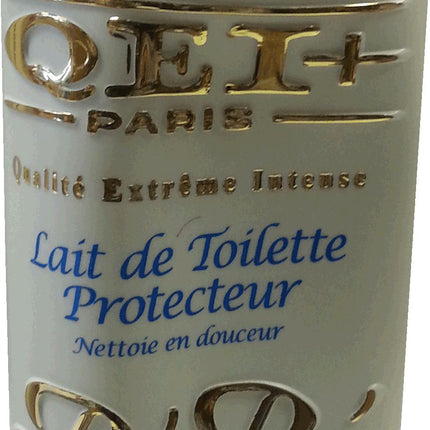 QEI+
PARIS
Qualité Extrême Intense
Lait de Toilette
Protecteur
Nettoie en douceur